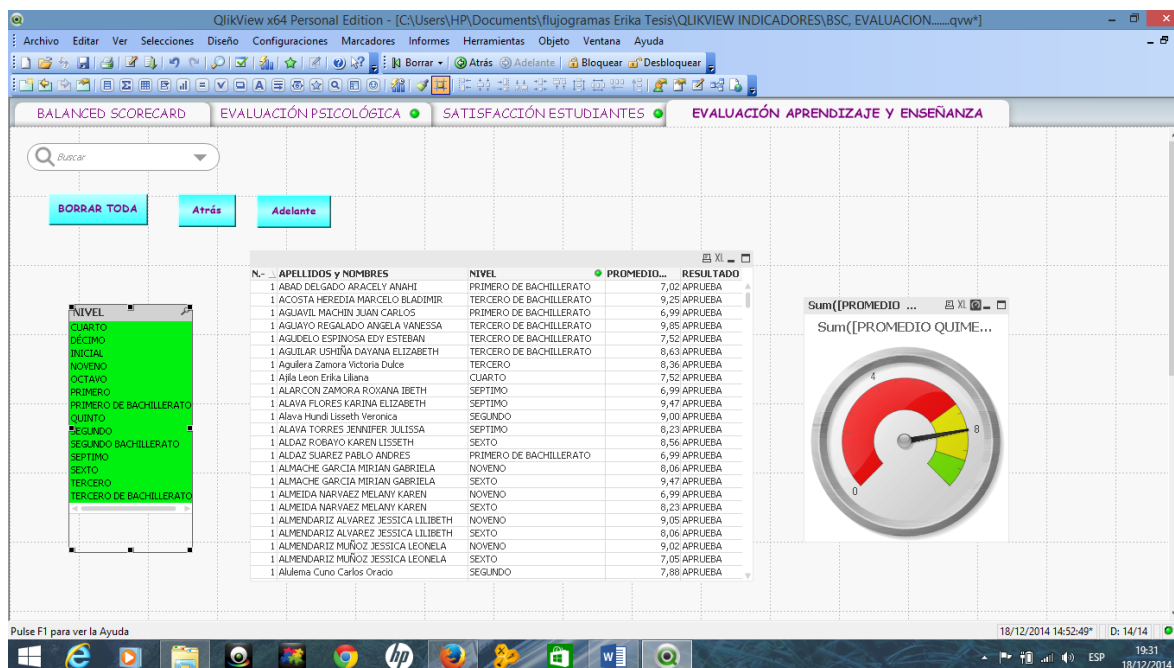 QlikView x64 Personal Edition - [C:\Users\HP\Documents\flujogramas Erika Tesis\QLIKVIEW INDICADORES\BSC, EVALUACION......qvw*]
Archivo Editar Ver Selecciones Diseño Configuraciones Marcadores Informes Herramientas Objeto Ventana Ayuda
Borrar Atrás Adelante Bloquear Desbloquear
BALANCED SCORECARD EVALUACIÓN PSICOLÓGICA SATISFACCIÓN ESTUDIANTES EVALUACIÓN APRENDIZAJE Y ENSEÑANZA
Buscar
BORRAR TODA Atrás Adelante
XL
N.- APELLIDOS y NOMBRES NIVEL PROMEDIO... RESULTADO
1 ABAD DELGADO ARACELY ANAHI PRIMERO DE BACHILLERATO 7,02 APRUEBA
1 ACOSTA HEREDIA MARCELO BLADIMIR TERCERO DE BACHILLERATO 9,25 APRUEBA
1 AGUAVIL MACHIN JUAN CARLOS PRIMERO DE BACHILLERATO 6,99 APRUEBA
1 AGUAYO REGALADO ANGELA VANESSA TERCERO DE BACHILLERATO 9,85 APRUEBA
1 AGUDELO ESPINOSA EDY ESTEBAN TERCERO DE BACHILLERATO 7,52 APRUEBA
1 AGUILAR USHIÑA DAYANA ELIZABETH TERCERO DE BACHILLERATO 8,63 APRUEBA
1 Aguilera Zamora Victoria Dulce TERCERO 8,36 APRUEBA
1 Ajila Leon Erika Liliana CUARTO 7,52 APRUEBA
1 ALARCON ZAMORA ROXANA IBETH SEPTIMO 6,99 APRUEBA
1 ALAVA FLORES KARINA ELIZABETH SEPTIMO 9,47 APRUEBA
1 Alava Hundi Lisseth Veronica SEGUNDO 9,00 APRUEBA
1 ALAVA TORRES JENNIFER JULISSA SEPTIMO 8,23 APRUEBA
1 ALDAZ ROBAYO KAREN LISSETH SEXTO 8,56 APRUEBA
1 ALDAZ SUAREZ PABLO ANDRES PRIMERO DE BACHILLERATO 6,99 APRUEBA
1 ALMACHE GARCIA MIRIAN GABRIELA NOVENO 8,06 APRUEBA
1 ALMACHE GARCIA MIRIAN GABRIELA SEXTO 9,47 APRUEBA
1 ALMEIDA NARVAEZ MELANY KAREN NOVENO 6,99 APRUEBA
1 ALMEIDA NARVAEZ MELANY KAREN SEXTO 8,23 APRUEBA
1 ALMENDARIZ ALVAREZ JESSICA LILIBETH NOVENO 9,05 APRUEBA
1 ALMENDARIZ ALVAREZ JESSICA LILIBETH SEXTO 8,06 APRUEBA
1 ALMENDARIZ MUÑOZ JESSICA LEONELA NOVENO 9,02 APRUEBA
1 ALMENDARIZ MUÑOZ JESSICA LEONELA SEXTO 7,05 APRUEBA
1 Alulema Cuno Carlos Oracio SEGUNDO 7,88 APRUEBA
NIVEL
CUARTO
DÉCIMO
INICIAL
NOVENO
OCTAVO
PRIMERO
PRIMERO DE BACHILLERATO
QUINTO
SEGUNDO
SEGUNDO BACHILLERATO
SEPTIMO
SEXTO
TERCERO
TERCERO DE BACHILLERATO
Sum([PROMEDIO ... XL
Sum([PROMEDIO QUIME...
4
8
0
Pulse F1 para ver la Ayuda 18/12/2014 14:52:49* D: 14/14
hp ESP 19:31
18/12/2014